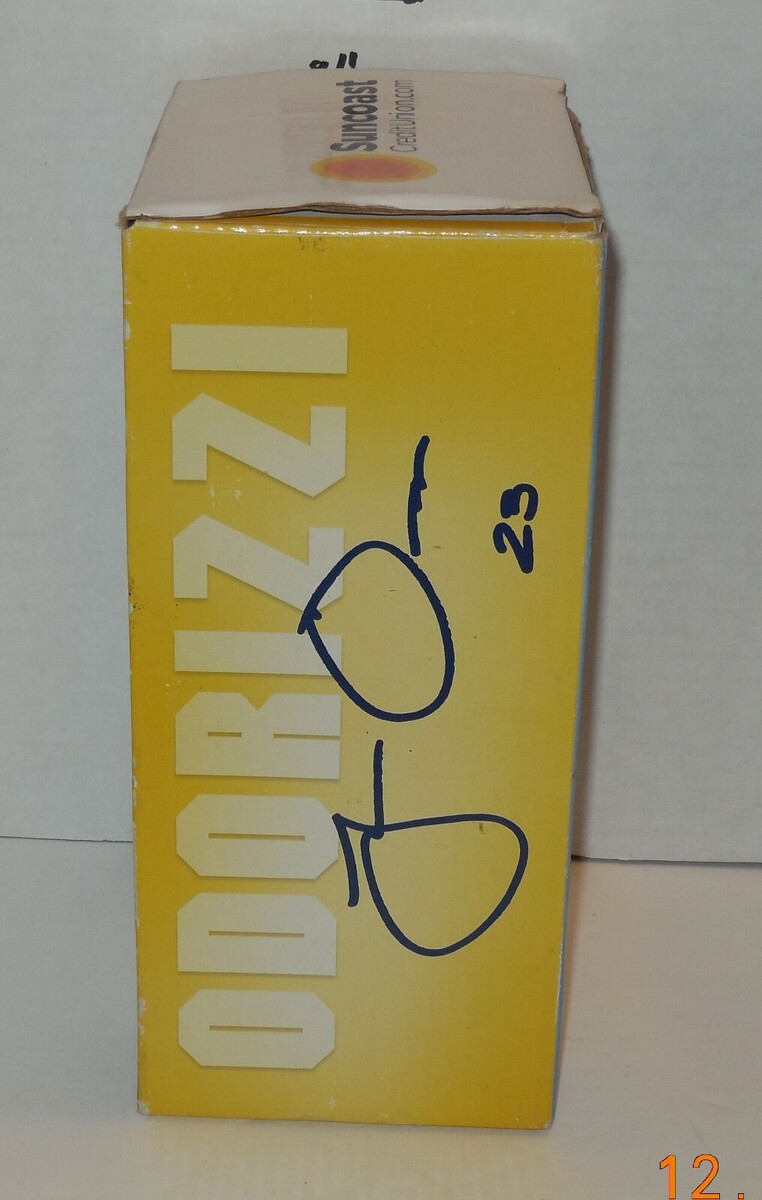 Suncoast
CreditUnion.com
ODORIZZI
23
12.